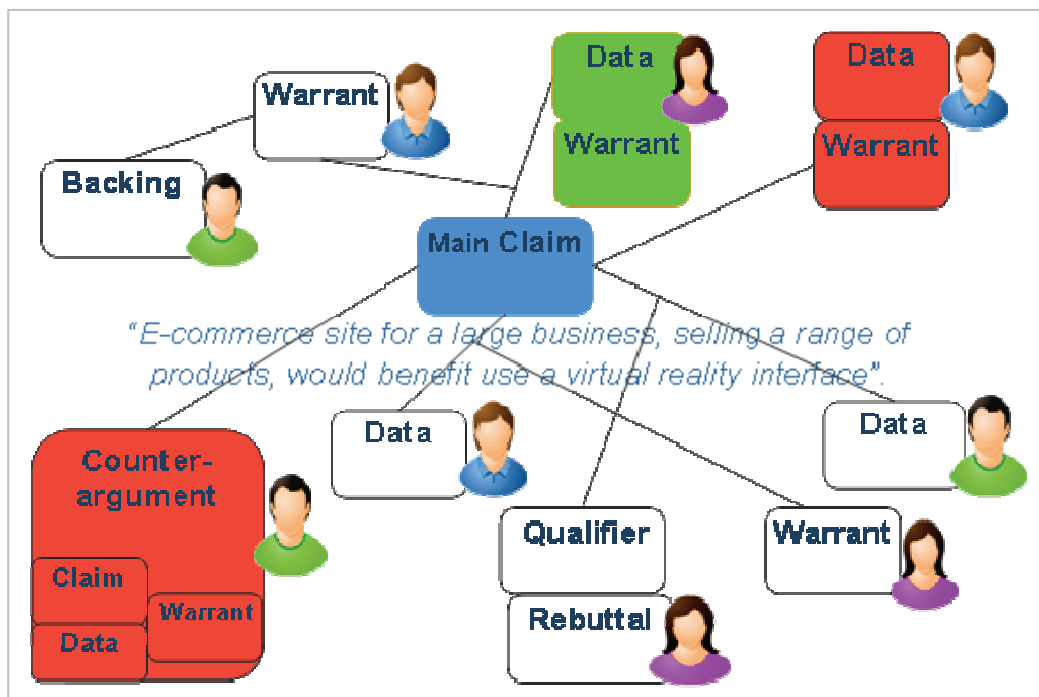 Data
Data
Warrant
Warrant
Warrant
Backing
Main Claim
"E-commerce site for a large business, selling a range of
products, would benefit use a virtual reality interface".
Data
Data
Counter-
argument
Qualifier
Warrant
Claim
Warrant
Data
Rebuttal